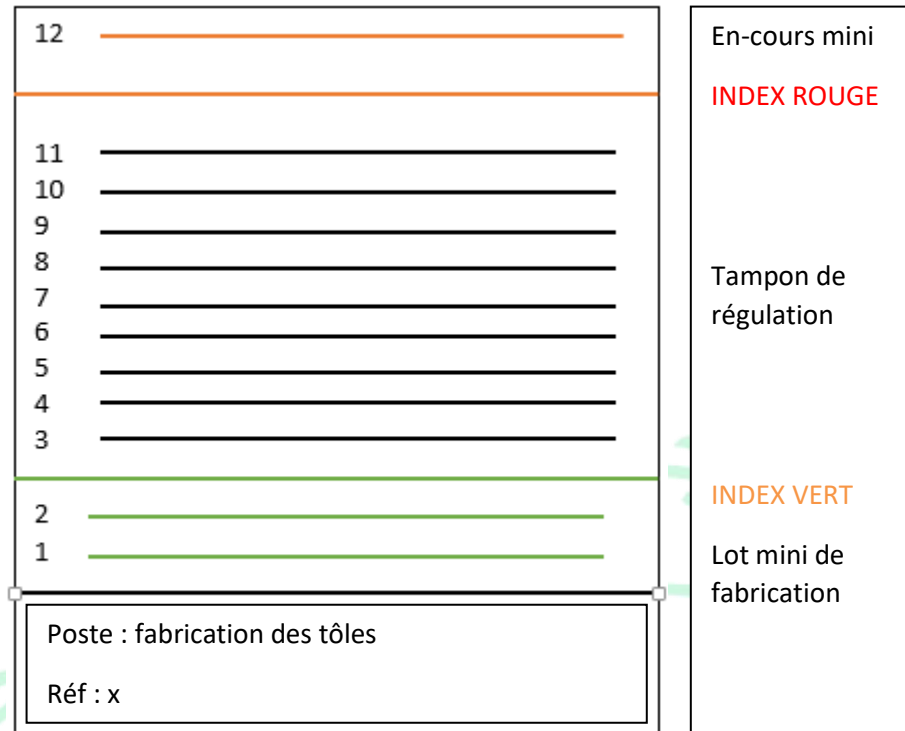 12
En-cours mini
INDEX ROUGE
11
10
9
8
7
6
5
4
3
Tampon de
régulation
INDEX VERT
2
1
Lot mini de
fabrication
Poste : fabrication des tôles
Réf : x